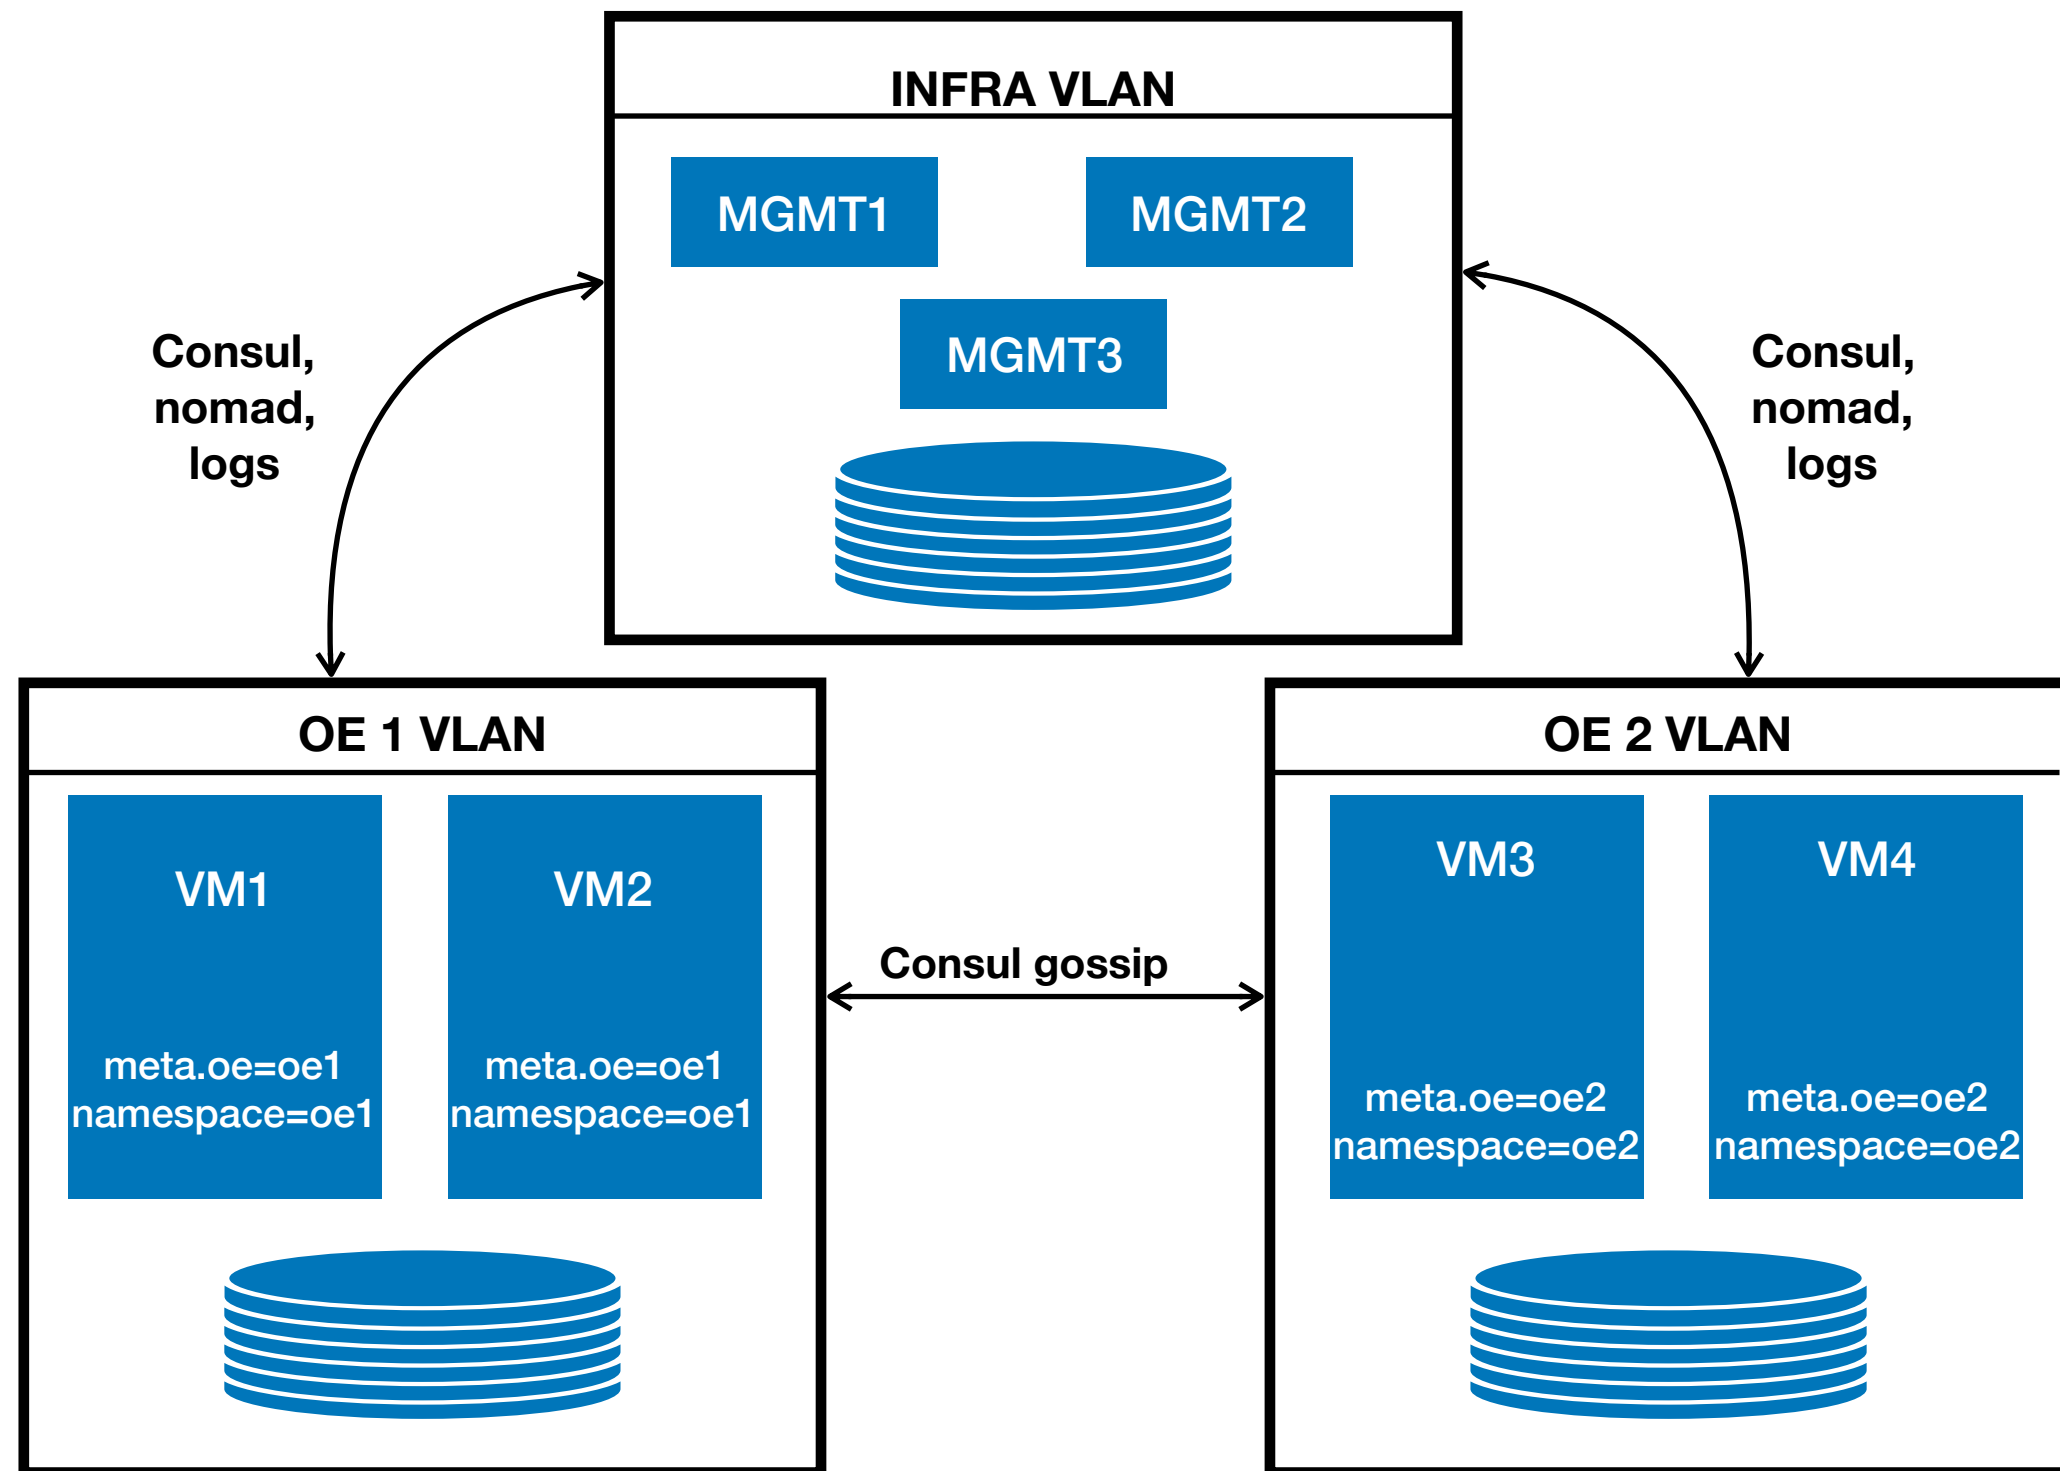 INFRA VLAN
MGMT1
MGMT2
MGMT3
Consul,
nomad,
logs
Consul,
nomad,
logs
OE 1 VLAN
VM1
meta.oe=oe1
namespace=oe1
VM2
meta.oe=oe1
namespace=oe1
Consul gossip
OE 2 VLAN
VM3
meta.oe=oe2
namespace=oe2
VM4
meta.oe=oe2
namespace=oe2